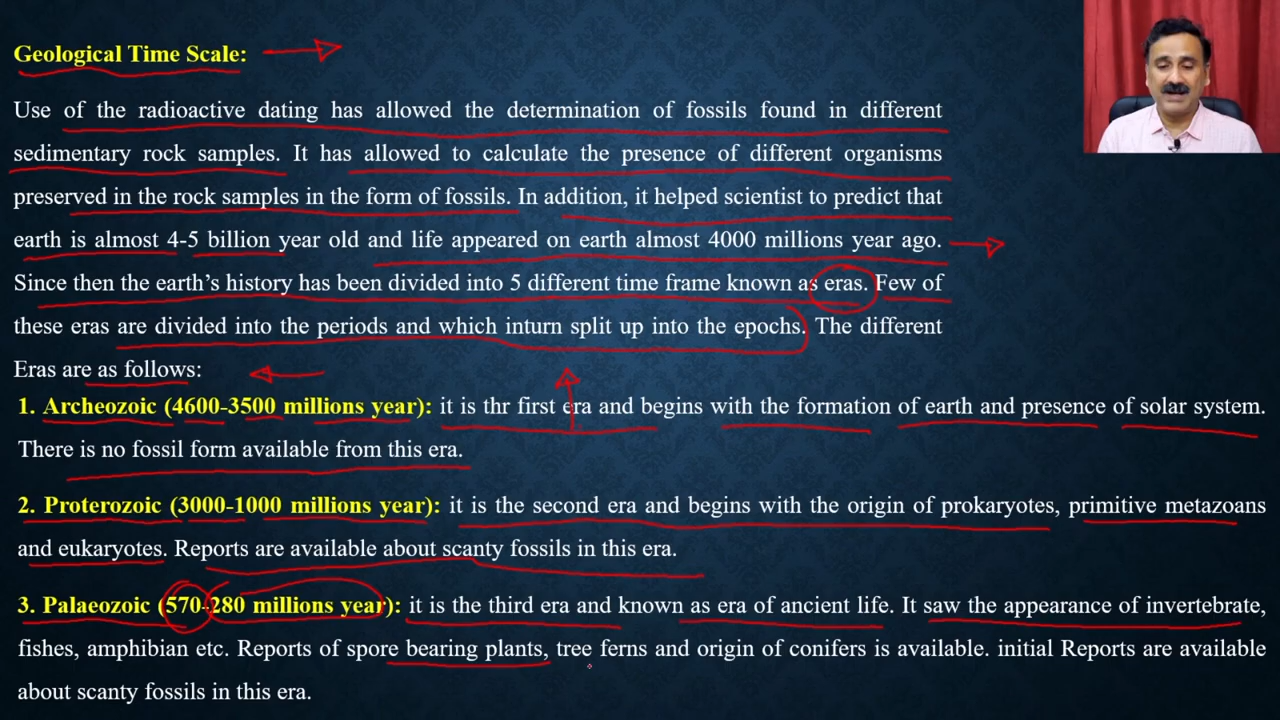 Geological Time Scale:
Use of the radioactive dating has allowed the determination of fossils found in different
sedimentary rock samples. It has allowed to calculate the presence of different organisms
preserved in the rock samples in the form of fossils. In addition, it helped scientist to predict that
earth is almost 4-5 billion year old and life appeared on earth almost 4000 millions year ago.
Since then the earth’s history has been divided into 5 different time frame known as eras. Few of
these eras are divided into the periods and which inturn split up into the epochs. The different
Eras are as follows:
1. Archeozoic (4600-3500 millions year): it is thr first era and begins with the formation of earth and presence of solar system.
There is no fossil form available from this era.
2. Proterozoic (3000-1000 millions year): it is the second era and begins with the origin of prokaryotes, primitive metazoans
and eukaryotes. Reports are available about scanty fossils in this era.
3. Palaeozoic (570-280 millions year): it is the third era and known as era of ancient life. It saw the appearance of invertebrate,
fishes, amphibian etc. Reports of spore bearing plants, tree ferns and origin of conifers is available. initial Reports are available
about scanty fossils in this era.